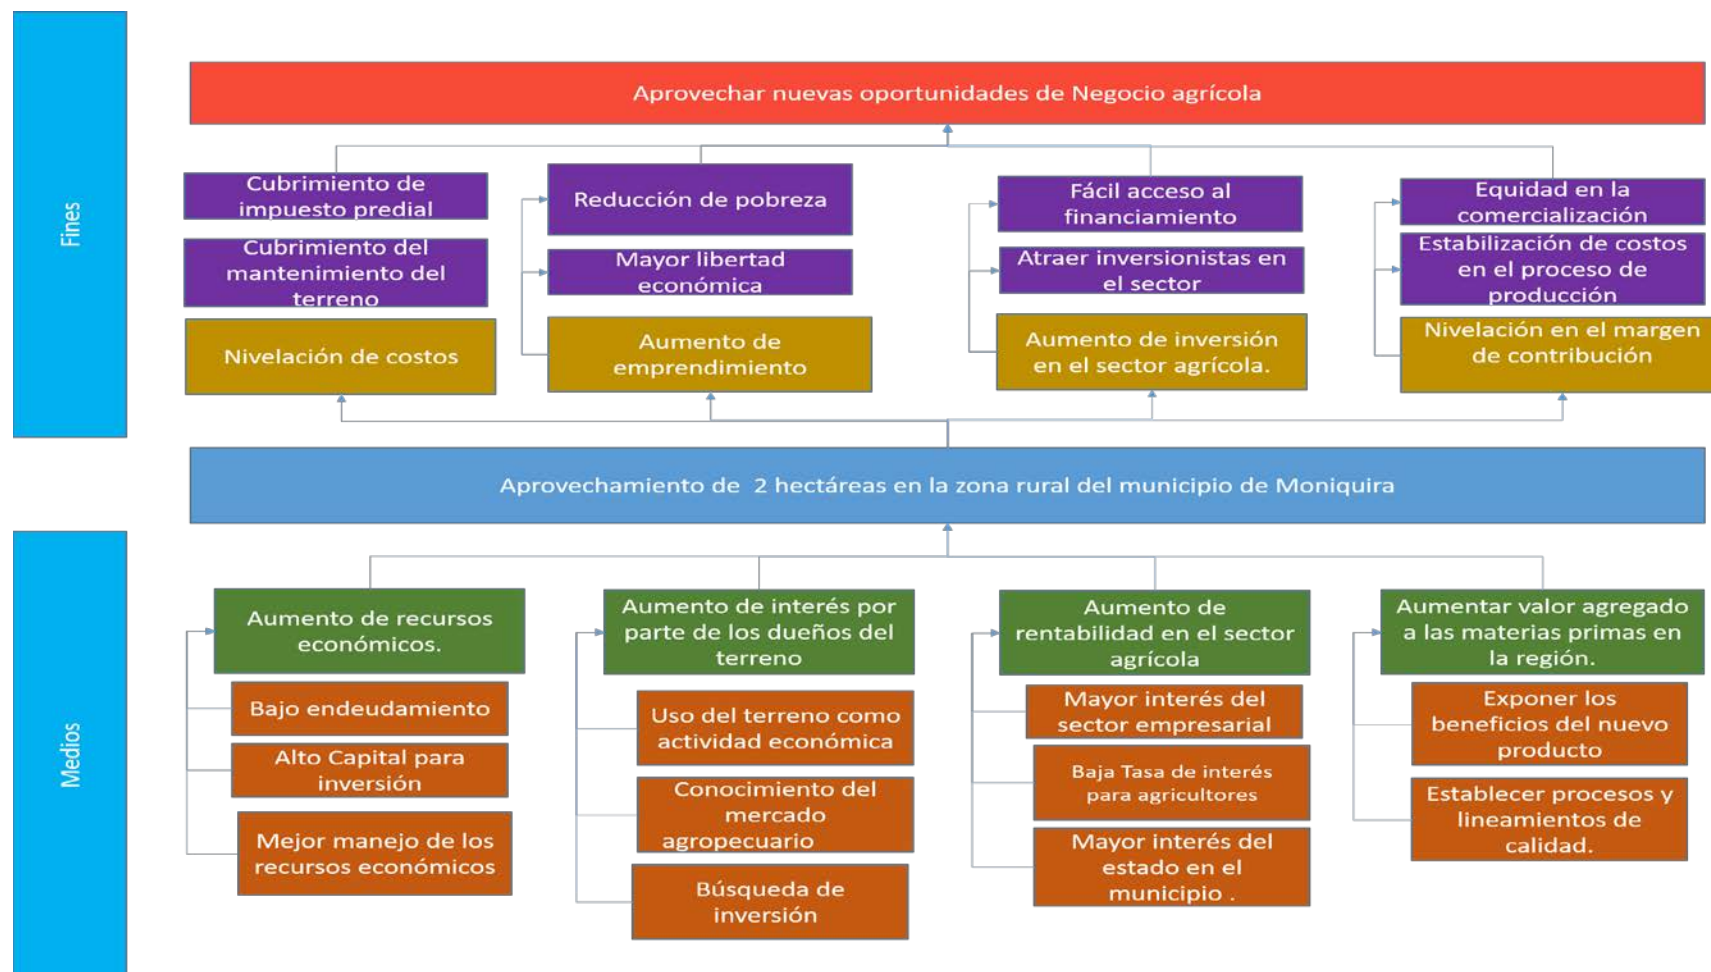 Fines
Aprovechar nuevas oportunidades de Negocio agrícola
Cubrimiento de
impuesto predial
Cubrimiento del
mantenimiento del
terreno
Nivelación de costos
Reducción de pobreza
Mayor libertad
económica
Aumento de
emprendimiento
Fácil acceso al
financiamiento
Atraer inversionistas en
el sector
Aumento de inversión
en el sector agrícola.
Equidad en la
comercialización
Estabilización de costos
en el proceso de
producción
Nivelación en el margen
de contribución
Aprovechamiento de 2 hectáreas en la zona rural del municipio de Moniquira
Medios
Aumento de recursos
económicos.
Bajo endeudamiento
Alto Capital para
inversión
Mejor manejo de los
recursos económicos
Aumento de interés por
parte de los dueños del
terreno
Uso del terreno como
actividad económica
Conocimiento del
mercado
agropecuario
Búsqueda de
inversión
Aumento de
rentabilidad en el sector
agrícola
Mayor interés del
sector empresarial
Baja Tasa de interés
para agricultores
Mayor interés del
estado en el
municipio .
Aumentar valor agregado
a las materias primas en
la región.
Exponer los
beneficios del nuevo
producto
Establecer procesos y
lineamientos de
calidad.